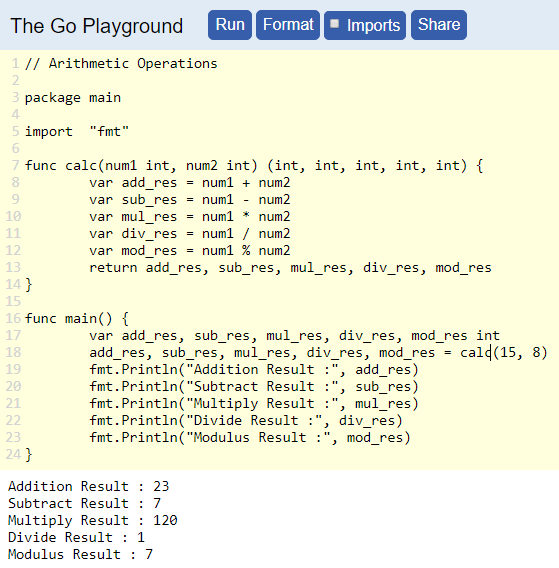 The Go Playground Run Format Imports Share
1 // Arithmetic Operations
2
3 package main
4
5 import  "fmt"
6
7 func calc(num1 int, num2 int) (int, int, int, int, int) {
8         var add_res = num1 + num2
9         var sub_res = num1 - num2
10         var mul_res = num1 * num2
11         var div_res = num1 / num2
12         var mod_res = num1 % num2
13         return add_res, sub_res, mul_res, div_res, mod_res
14 }
15
16 func main() {
17         var add_res, sub_res, mul_res, div_res, mod_res int
18         add_res, sub_res, mul_res, div_res, mod_res = calc(15, 8)
19         fmt.Println("Addition Result :", add_res)
20         fmt.Println("Subtract Result :", sub_res)
21         fmt.Println("Multiply Result :", mul_res)
22         fmt.Println("Divide Result :", div_res)
23         fmt.Println("Modulus Result :", mod_res)
24 }
Addition Result : 23
Subtract Result : 7
Multiply Result : 120
Divide Result : 1
Modulus Result : 7